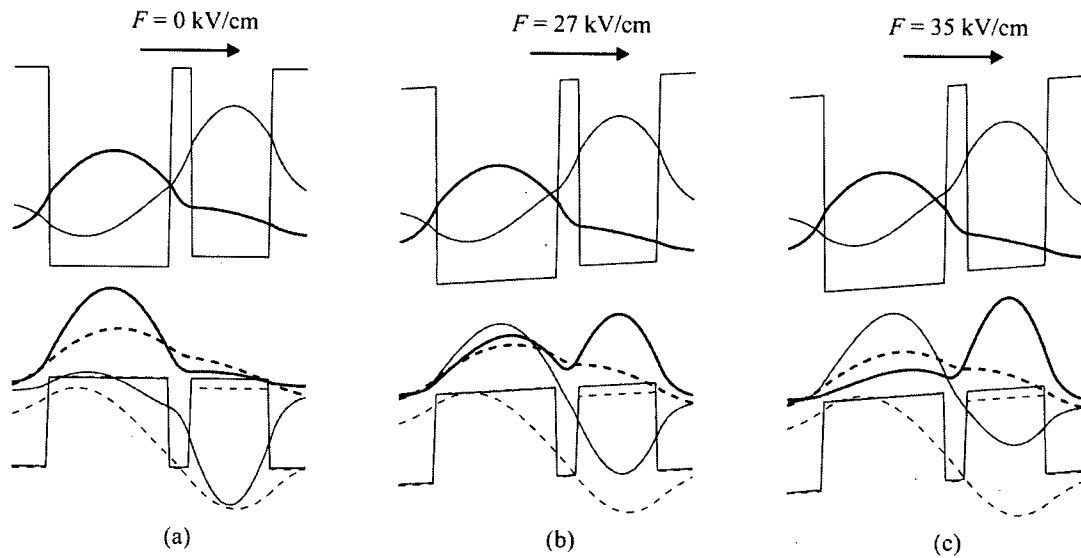 F = 0 kV/cm
F = 27 kV/cm
F = 35 kV/cm
(a)
(b)
(c)